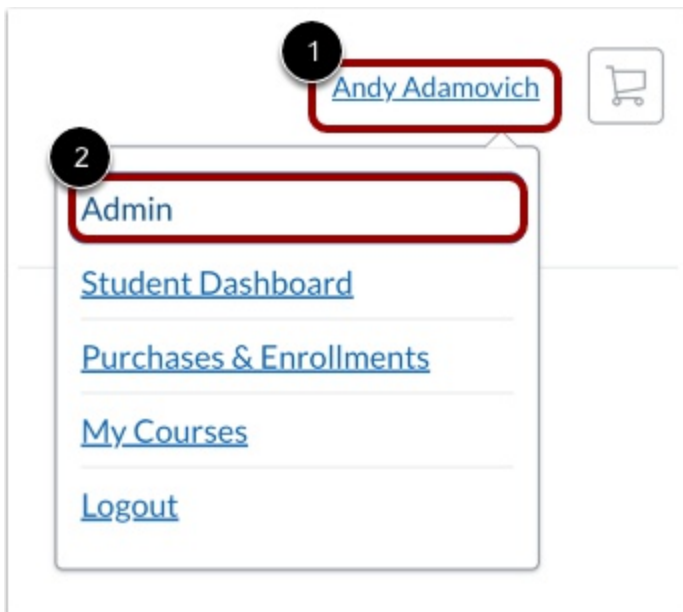 1
Andy Adamovich
2
Admin
Student Dashboard
Purchases & Enrollments
My Courses
Logout